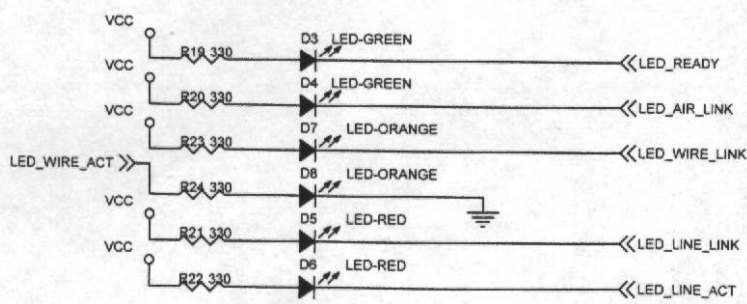 VCC
R19 330
D3
LED-GREEN
LED_READY
VCC
R20 330
D4
LED-GREEN
LED_AIR_LINK
VCC
R23 330
D7
LED-ORANGE
LED_WIRE_LINK
LED_WIRE_ACT
R24 330
D8
LED-ORANGE
VCC
R21 330
D5
LED-RED
LED_LINE_LINK
VCC
R22 330
D6
LED-RED
LED_LINE_ACT